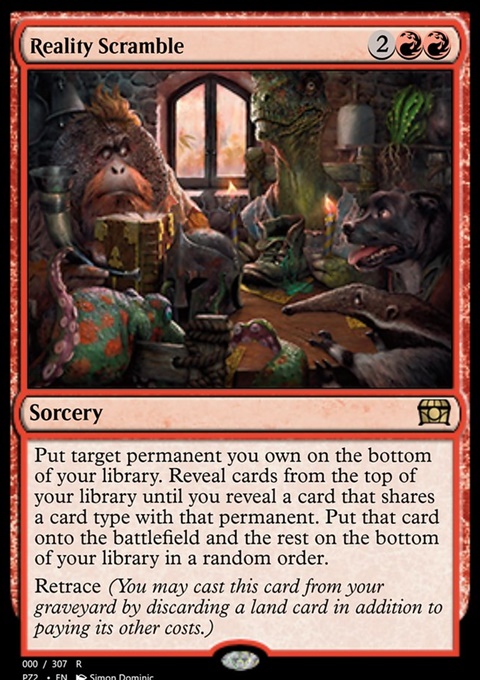 Reality Scramble 2
Sorcery
Put target permanent you own on the bottom
of your library. Reveal cards from the top of
your library until you reveal a card that shares
a card type with that permanent. Put that card
onto the battlefield and the rest on the bottom
of your library in a random order.
Retrace (You may cast this card from your
graveyard by discarding a land card in addition to
paying its other costs.)
000 / 307 R
PZ2 • EN Simon Dominic